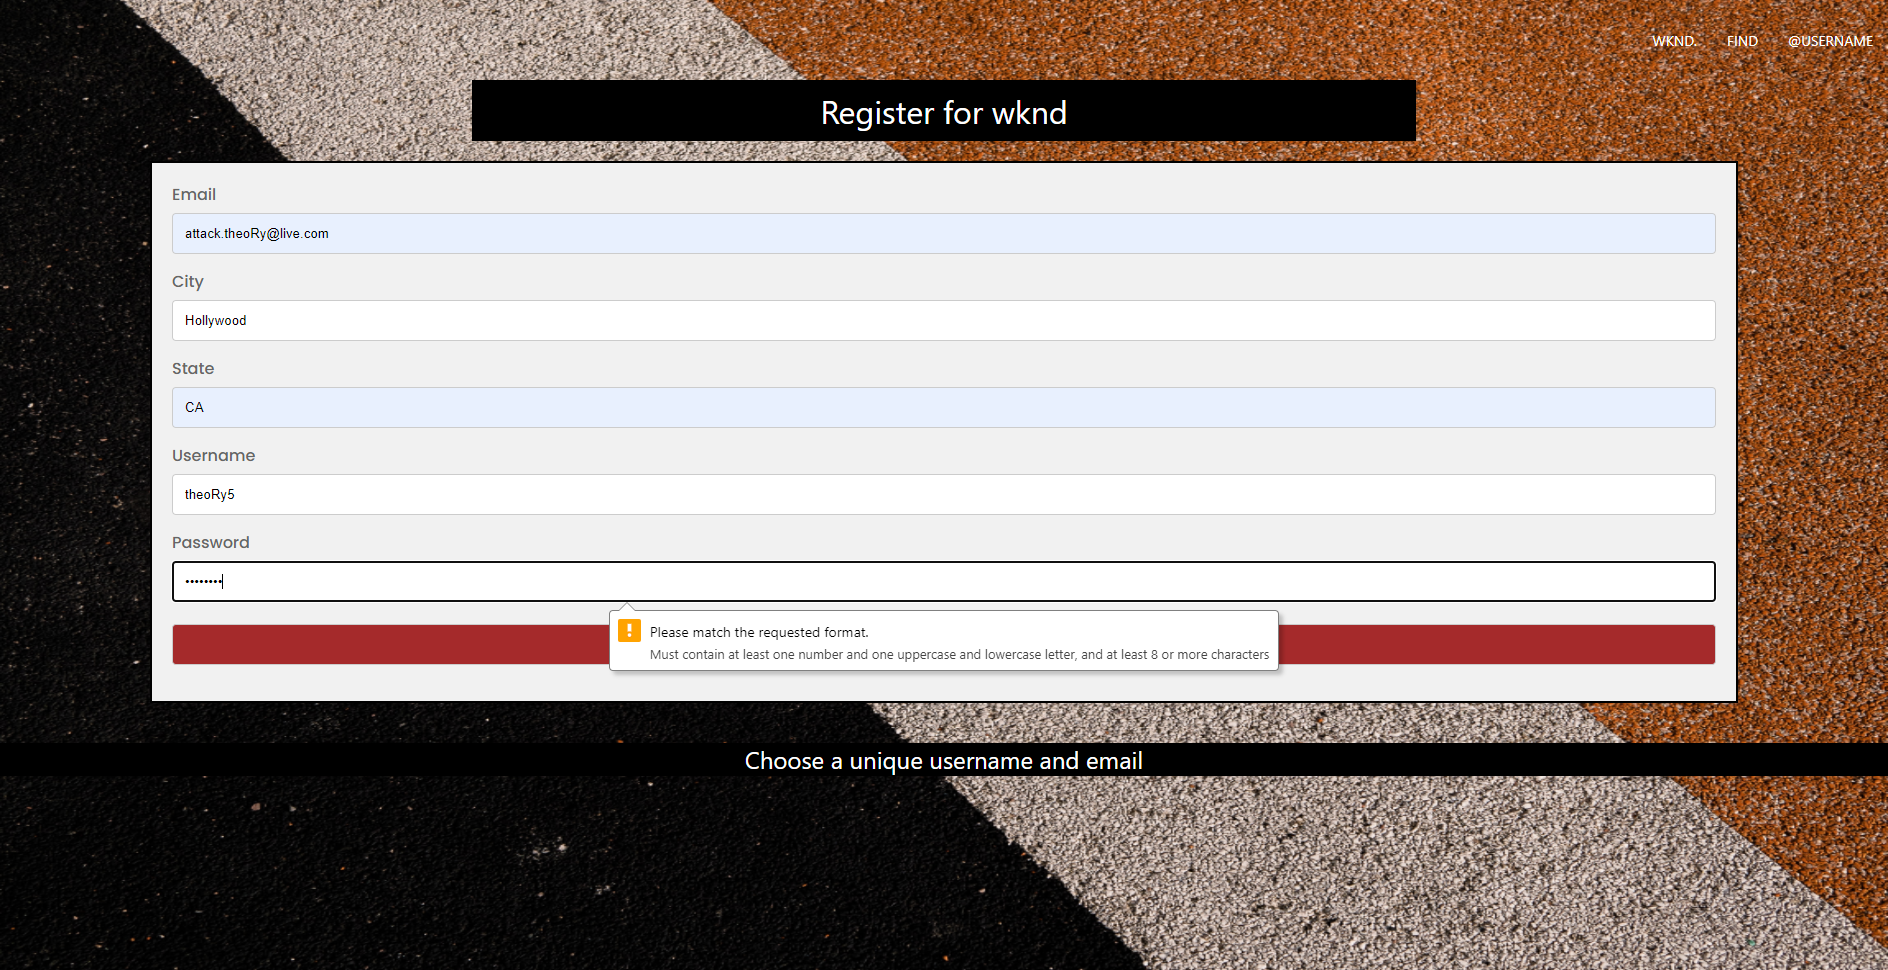 WKND. FIND @USERNAME
Register for wknd
Email
attack.theoRy@live.com
City
Hollywood
State
CA
Username
theoRy5
Password
••••••••
Please match the requested format.
Must contain at least one number and one uppercase and lowercase letter, and at least 8 or more characters
Choose a unique username and email